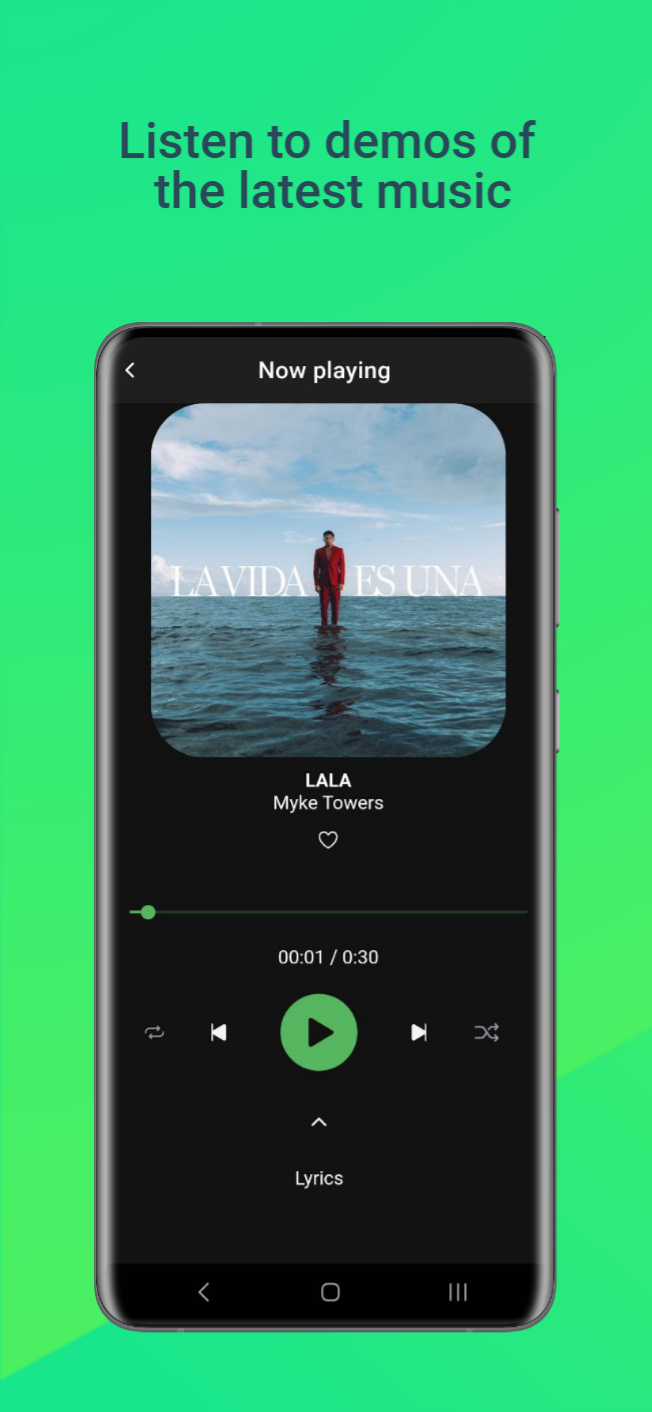 Listen to demos of
the latest music
Now playing
LA VIDA ES UNA
LALA
Myke Towers
00:01 / 0:30
Lyrics